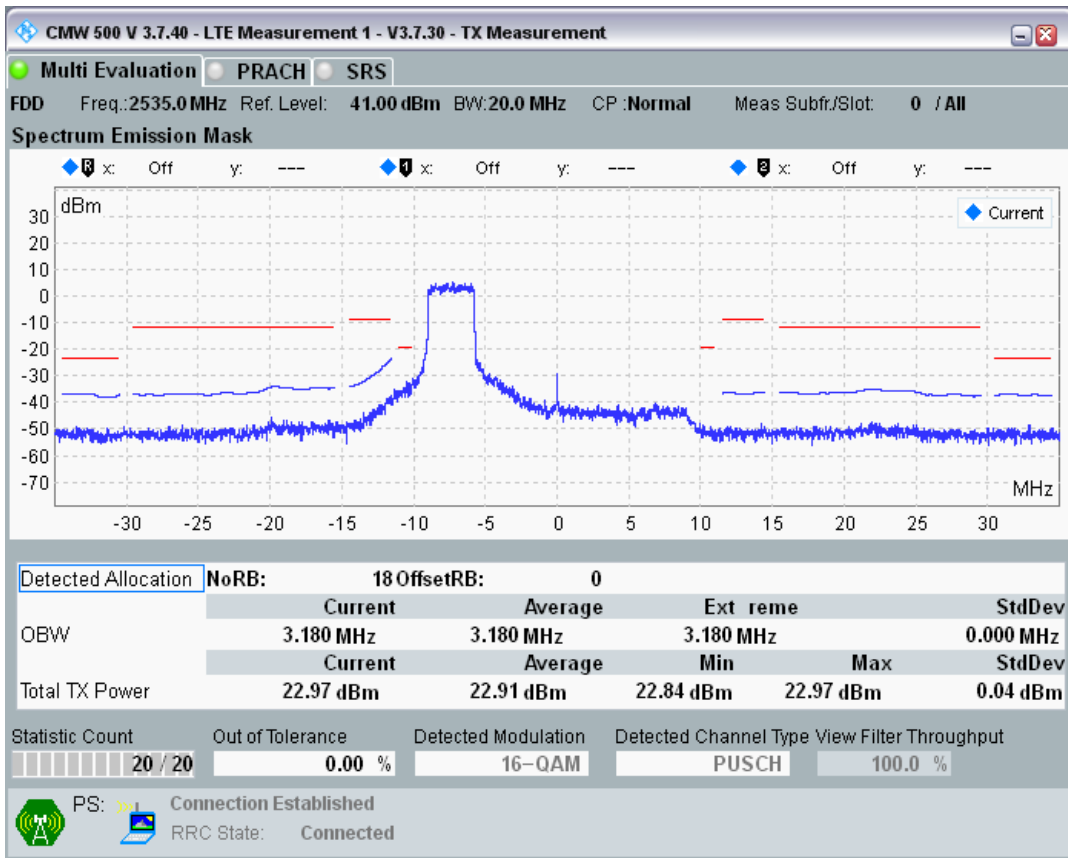 CMW 500 V 3.7.40 - LTE Measurement 1 - V3.7.30 - TX Measurement
Multi Evaluation PRACH SRS
FDD Freq.:2535.0 MHz Ref. Level: 41.00 dBm BW:20.0 MHz CP :Normal Meas Subfr./Slot: 0 / All
Spectrum Emission Mask
R x: Off y: --- 1 x: Off y: --- 2 x: Off y: ---
dBm
Current
30
20
10
0
-10
-20
-30
-40
-50
-60
-70
MHz
-30 -25 -20 -15 -10 -5 0 5 10 15 20 25 30
Detected Allocation NoRB: 18 OffsetRB: 0
Current Average Ext reme StdDev
OBW 3.180 MHz 3.180 MHz 3.180 MHz 0.000 MHz
Current Average Min Max StdDev
Total TX Power 22.97 dBm 22.91 dBm 22.84 dBm 22.97 dBm 0.04 dBm
Statistic Count Out of Tolerance Detected Modulation Detected Channel Type View Filter Throughput
20 / 20 0.00 % 16-QAM PUSCH 100.0 %
PS: Connection Established
RRC State: Connected